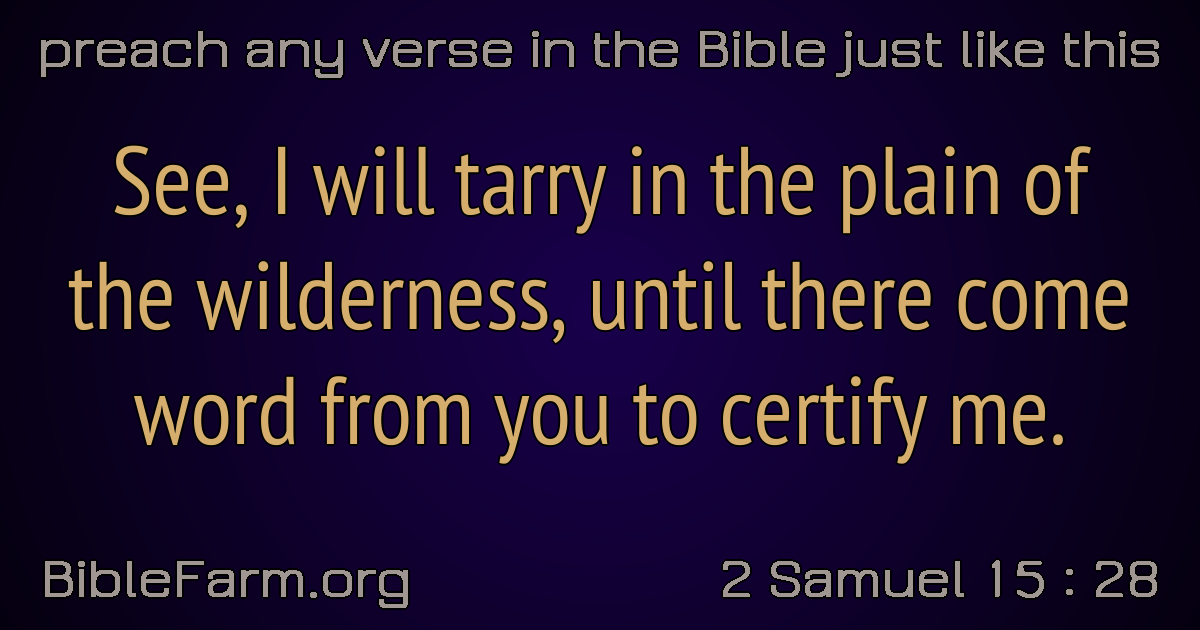 preach any verse in the Bible just like this
See, I will tarry in the plain of
the wilderness, until there come
word from you to certify me.
BibleFarm.org
2 Samuel 15 : 28